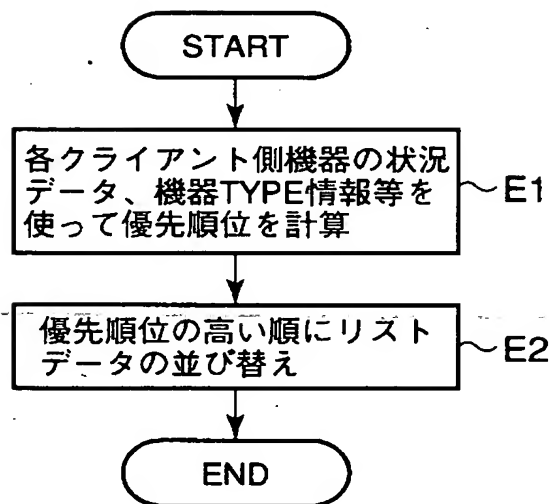 START
各クライアント側機器の状況
データ、機器TYPE情報等を
使って優先順位を計算
E1
優先順位の高い順にリスト
データの並び替え
E2
END